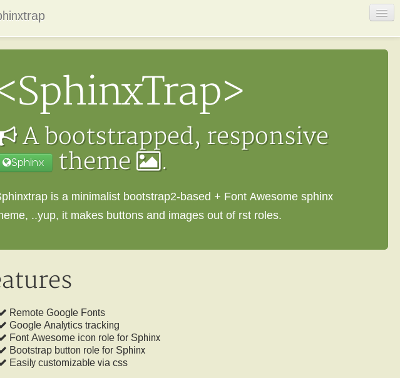 phinxtrap
<SphinxTrap>
A bootstrapped, responsive
Sphinx theme.
Sphinxtrap is a minimalist bootstrap2-based + Font Awesome sphinx
theme, ..yup, it makes buttons and images out of rst roles.
eatures
Remote Google Fonts
Google Analytics tracking
Font Awesome icon role for Sphinx
Bootstrap button role for Sphinx
Easily customizable via css